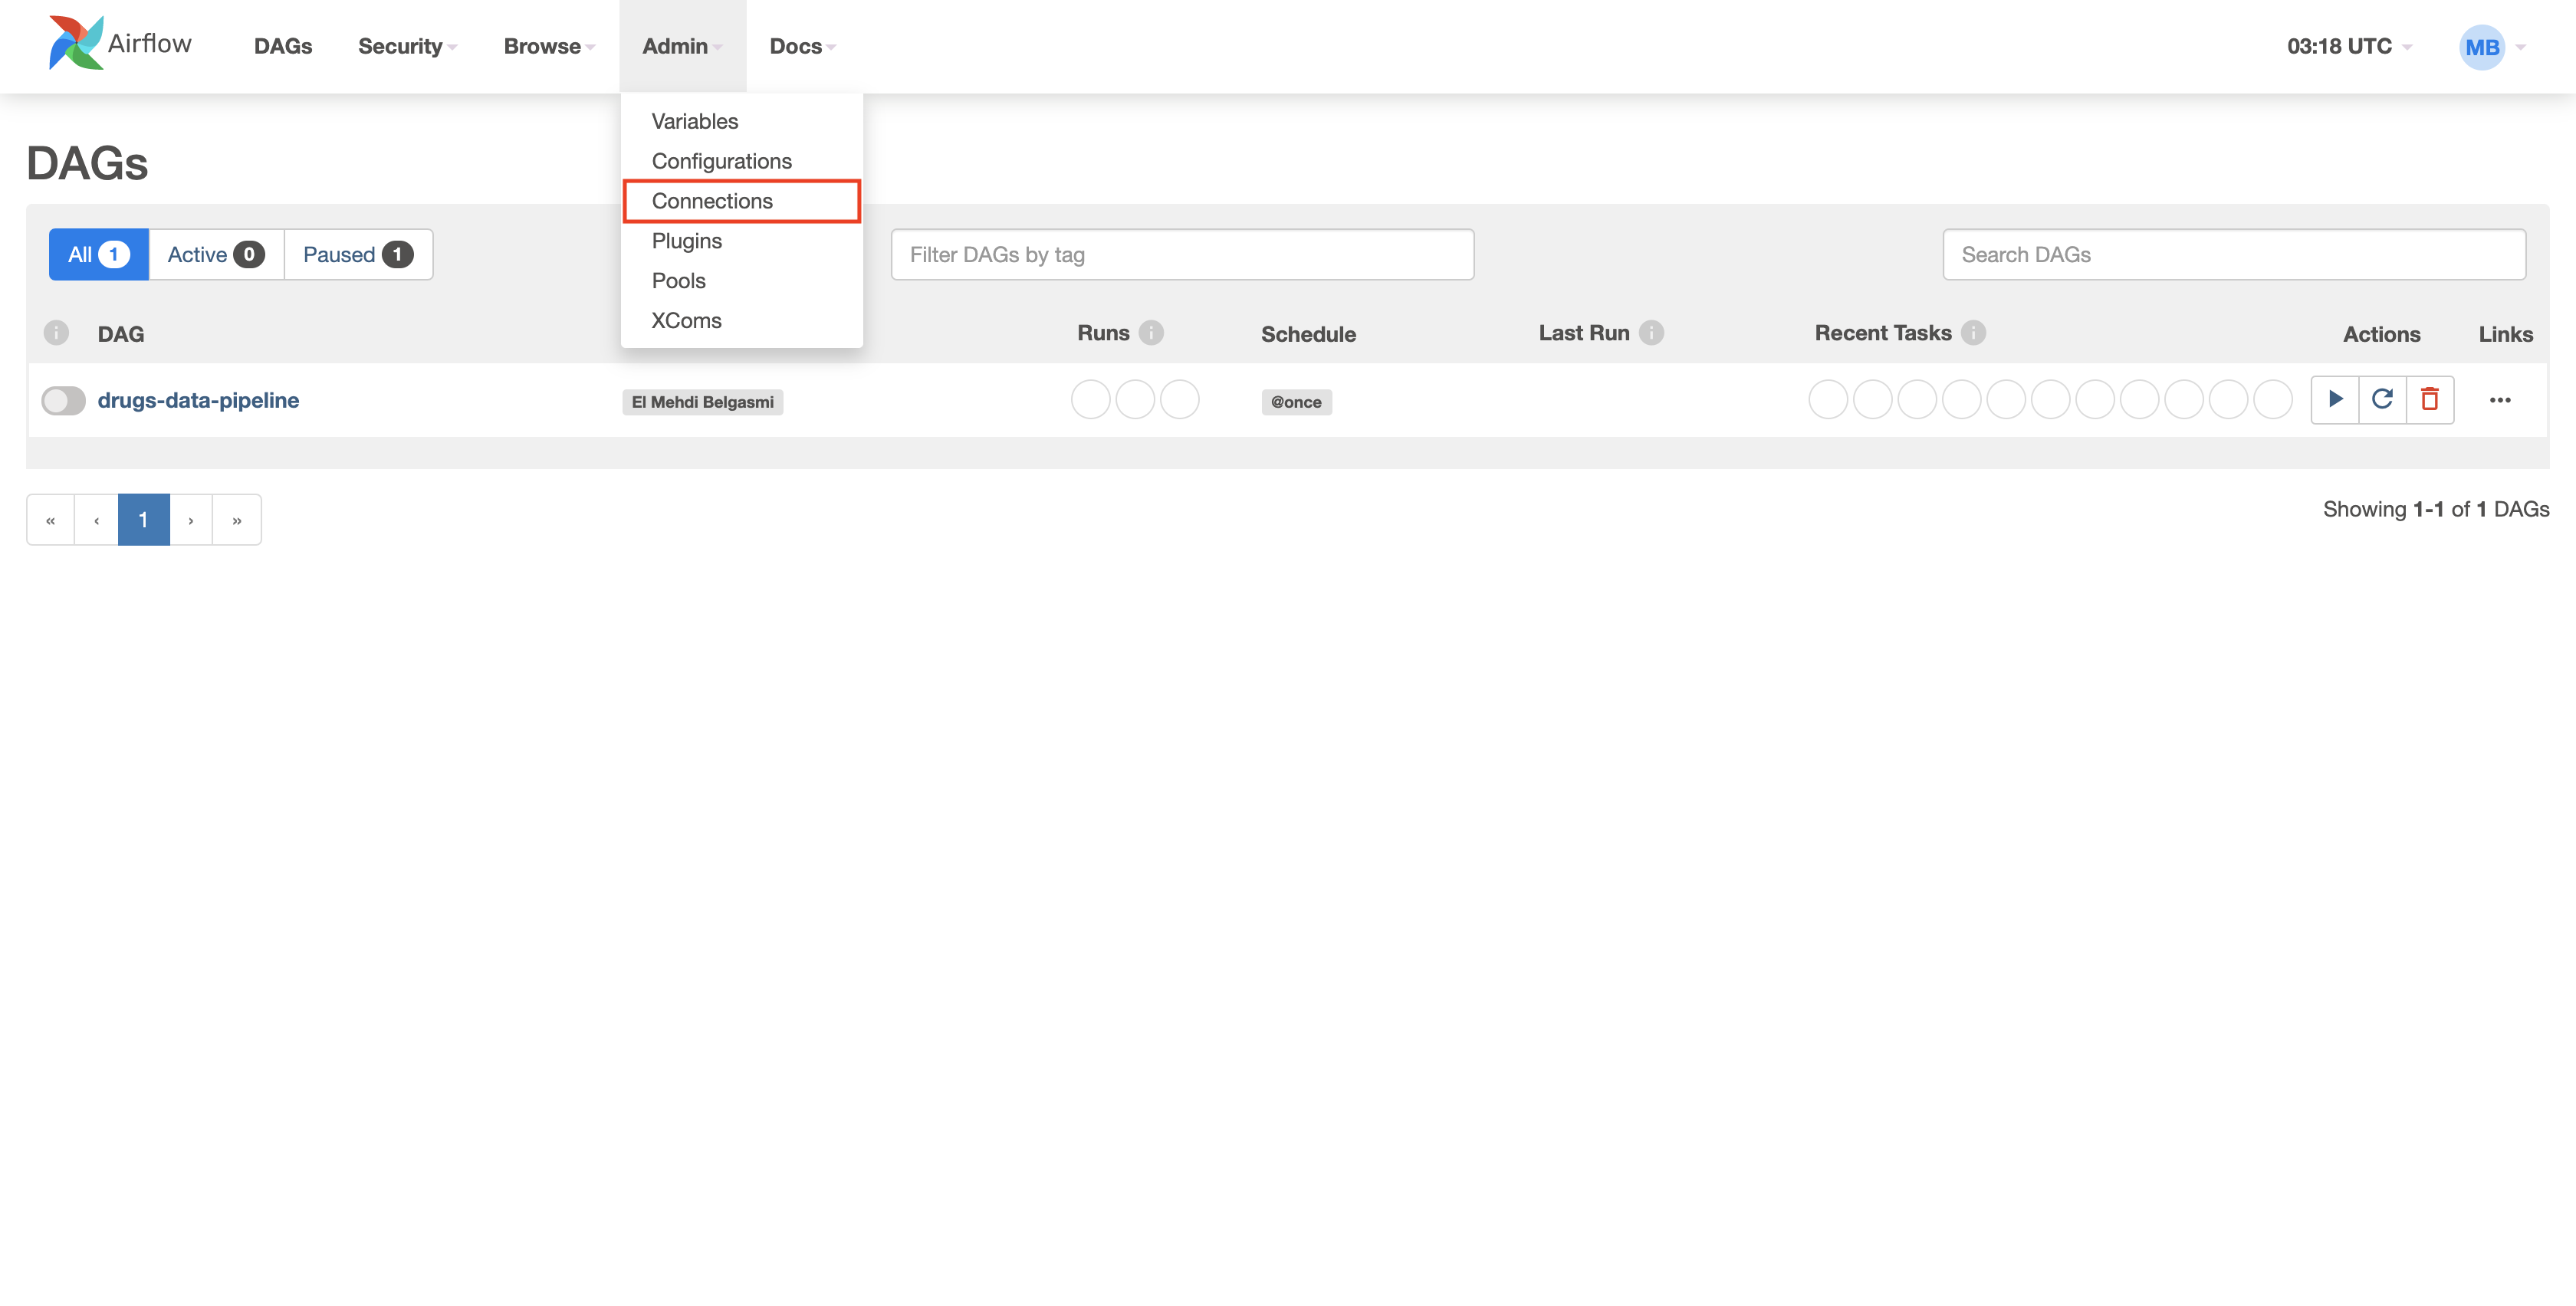 Airflow DAGs Security Browse Admin Docs 03:18 UTC MB
Variables
Configurations
Connections
Plugins
Pools
XComs
DAGs
All 1 Active 0 Paused 1 Filter DAGs by tag Search DAGs
i DAG Runs i Schedule Last Run i Recent Tasks i Actions Links
drugs-data-pipeline El Mehdi Belgasmi @once
« ‹ 1 › » Showing 1-1 of 1 DAGs